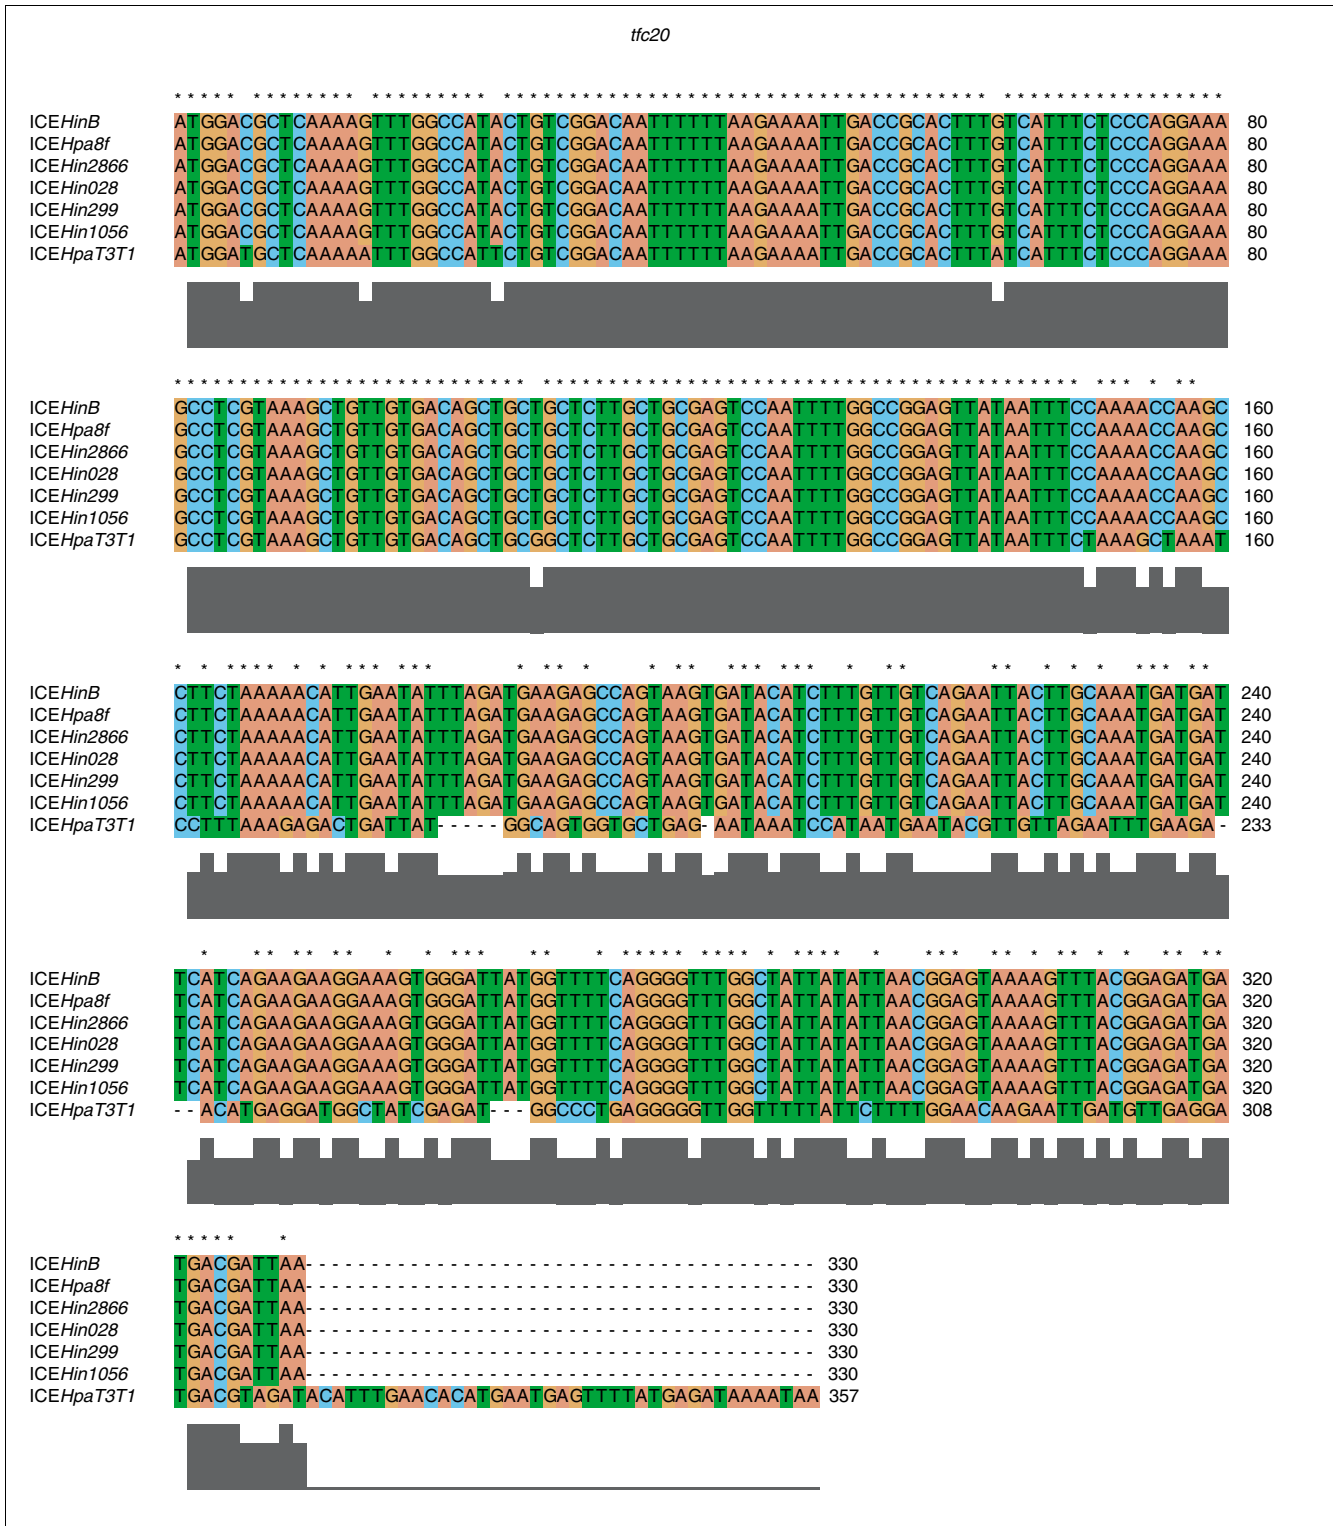 tfc20
***** ******** ********* ************************************* *****************
ICEHinB ATGGACGCTCAAAAGTTTGGCCATACTGTCGGACAATTTTTTAAGAAAATTGACCGCACTTTGTCATTTCTCCCAGGAAA 80
ICEHpa8f ATGGACGCTCAAAAGTTTGGCCATACTGTCGGACAATTTTTTAAGAAAATTGACCGCACTTTGTCATTTCTCCCAGGAAA 80
ICEHin2866 ATGGACGCTCAAAAGTTTGGCCATACTGTCGGACAATTTTTTAAGAAAATTGACCGCACTTTGTCATTTCTCCCAGGAAA 80
ICEHin028 ATGGACGCTCAAAAGTTTGGCCATACTGTCGGACAATTTTTTAAGAAAATTGACCGCACTTTGTCATTTCTCCCAGGAAA 80
ICEHin299 ATGGACGCTCAAAAGTTTGGCCATACTGTCGGACAATTTTTTAAGAAAATTGACCGCACTTTGTCATTTCTCCCAGGAAA 80
ICEHin1056 ATGGACGCTCAAAAGTTTGGCCATACTGTCGGACAATTTTTTAAGAAAATTGACCGCACTTTGTCATTTCTCCCAGGAAA 80
ICEHpaT3T1 ATGGATGCTCAAAAATTTGGCCATTCTGTCGGACAATTTTTTAAGAAAATTGACCGCACTTTATCATTTCTCCCAGGAAA 80
*************************** ***************************************** *** * **
ICEHinB GCCTCGTAAAGCTGTTGTGACAGCTGCTGCTCTTGCTGCGAGTCCAATTTTGGCCGGAGTTATAATTTCCAAAACCAAGC 160
ICEHpa8f GCCTCGTAAAGCTGTTGTGACAGCTGCTGCTCTTGCTGCGAGTCCAATTTTGGCCGGAGTTATAATTTCCAAAACCAAGC 160
ICEHin2866 GCCTCGTAAAGCTGTTGTGACAGCTGCTGCTCTTGCTGCGAGTCCAATTTTGGCCGGAGTTATAATTTCCAAAACCAAGC 160
ICEHin028 GCCTCGTAAAGCTGTTGTGACAGCTGCTGCTCTTGCTGCGAGTCCAATTTTGGCCGGAGTTATAATTTCCAAAACCAAGC 160
ICEHin299 GCCTCGTAAAGCTGTTGTGACAGCTGCTGCTCTTGCTGCGAGTCCAATTTTGGCCGGAGTTATAATTTCCAAAACCAAGC 160
ICEHin1056 GCCTCGTAAAGCTGTTGTGACAGCTGCTGCTCTTGCTGCGAGTCCAATTTTGGCCGGAGTTATAATTTCCAAAACCAAGC 160
ICEHpaT3T1 GCCTCGTAAAGCTGTTGTGACAGCTGCGGCTCTTGCTGCGAGTCCAATTTTGGCCGGAGTTATAATTTCTAAAGCTAAAT 160
* * **** * * *** ***      * ** *    * **  *** ***  *  **      **  * * *  *** **
ICEHinB CTTCTAAAAACATTGAATATTTAGATGAAGAGCCAGTAAGTGATACATCTTTGTTGTCAGAATTACTTGCAAATGATGAT 240
ICEHpa8f CTTCTAAAAACATTGAATATTTAGATGAAGAGCCAGTAAGTGATACATCTTTGTTGTCAGAATTACTTGCAAATGATGAT 240
ICEHin2866 CTTCTAAAAACATTGAATATTTAGATGAAGAGCCAGTAAGTGATACATCTTTGTTGTCAGAATTACTTGCAAATGATGAT 240
ICEHin028 CTTCTAAAAACATTGAATATTTAGATGAAGAGCCAGTAAGTGATACATCTTTGTTGTCAGAATTACTTGCAAATGATGAT 240
ICEHin299 CTTCTAAAAACATTGAATATTTAGATGAAGAGCCAGTAAGTGATACATCTTTGTTGTCAGAATTACTTGCAAATGATGAT 240
ICEHin1056 CTTCTAAAAACATTGAATATTTAGATGAAGAGCCAGTAAGTGATACATCTTTGTTGTCAGAATTACTTGCAAATGATGAT 240
ICEHpaT3T1 CCTTTAAAGAGACTGATTAT-----GGCAGTGGTGCTGAG-AATAAATCCATAATGAATACGTTGTTAGAATTTGAAGA- 233
  *   ** ** **  *  * ***   **   * ***** **** * ****  *   ***  ** * ** * *  ** **
ICEHinB TCATCAGAAGAAGGAAAGTGGGATTATGGTTTTCAGGGGTTTGGCTATTATATTAACGGAGTAAAAGTTTACGGAGATGA 320
ICEHpa8f TCATCAGAAGAAGGAAAGTGGGATTATGGTTTTCAGGGGTTTGGCTATTATATTAACGGAGTAAAAGTTTACGGAGATGA 320
ICEHin2866 TCATCAGAAGAAGGAAAGTGGGATTATGGTTTTCAGGGGTTTGGCTATTATATTAACGGAGTAAAAGTTTACGGAGATGA 320
ICEHin028 TCATCAGAAGAAGGAAAGTGGGATTATGGTTTTCAGGGGTTTGGCTATTATATTAACGGAGTAAAAGTTTACGGAGATGA 320
ICEHin299 TCATCAGAAGAAGGAAAGTGGGATTATGGTTTTCAGGGGTTTGGCTATTATATTAACGGAGTAAAAGTTTACGGAGATGA 320
ICEHin1056 TCATCAGAAGAAGGAAAGTGGGATTATGGTTTTCAGGGGTTTGGCTATTATATTAACGGAGTAAAAGTTTACGGAGATGA 320
ICEHpaT3T1 --ACATGAGGATGGCTATCGAGAT---GGCCCTGAGGGGGTTGGTTTTTATTCTTTTGGAACAAGAATTGATGTTGAGGA 308
*****   *
ICEHinB TGACGATTAA--------------------------------------- 330
ICEHpa8f TGACGATTAA--------------------------------------- 330
ICEHin2866 TGACGATTAA--------------------------------------- 330
ICEHin028 TGACGATTAA--------------------------------------- 330
ICEHin299 TGACGATTAA--------------------------------------- 330
ICEHin1056 TGACGATTAA--------------------------------------- 330
ICEHpaT3T1 TGACGTAGATACATTTGAACACATGAATGAGTTTTATGAGATAAAATAA 357